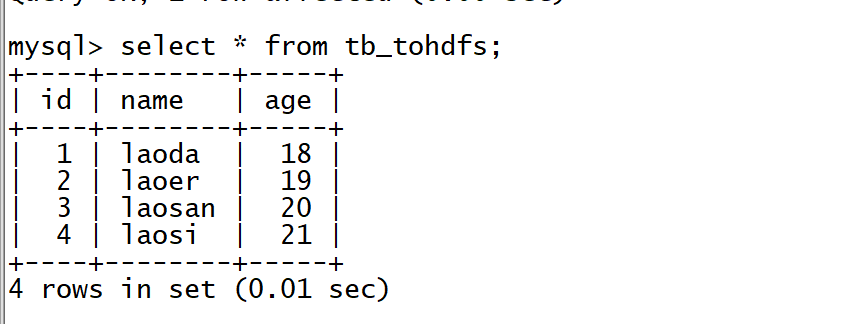 mysql> select * from tb_tohdfs;
+----+--------+-----+
| id | name   | age |
+----+--------+-----+
|  1 | laoda  |  18 |
|  2 | laoer  |  19 |
|  3 | laosan |  20 |
|  4 | laosi  |  21 |
+----+--------+-----+
4 rows in set (0.01 sec)